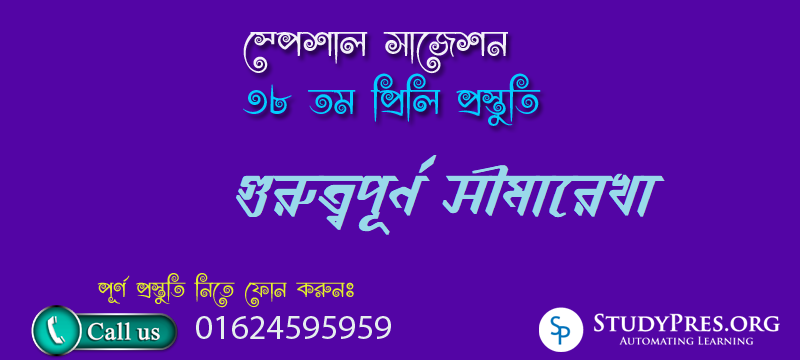 স্পেশাল সাজেশন
৩৮ তম প্রিলি প্রস্তুতি
গুরুত্বপূর্ন সীমারেখা
পূর্ণ প্রস্তুতি নিতে ফোন করুনঃ
Call us 01624595959
SP STUDYPRES.ORG
AUTOMATING LEARNING